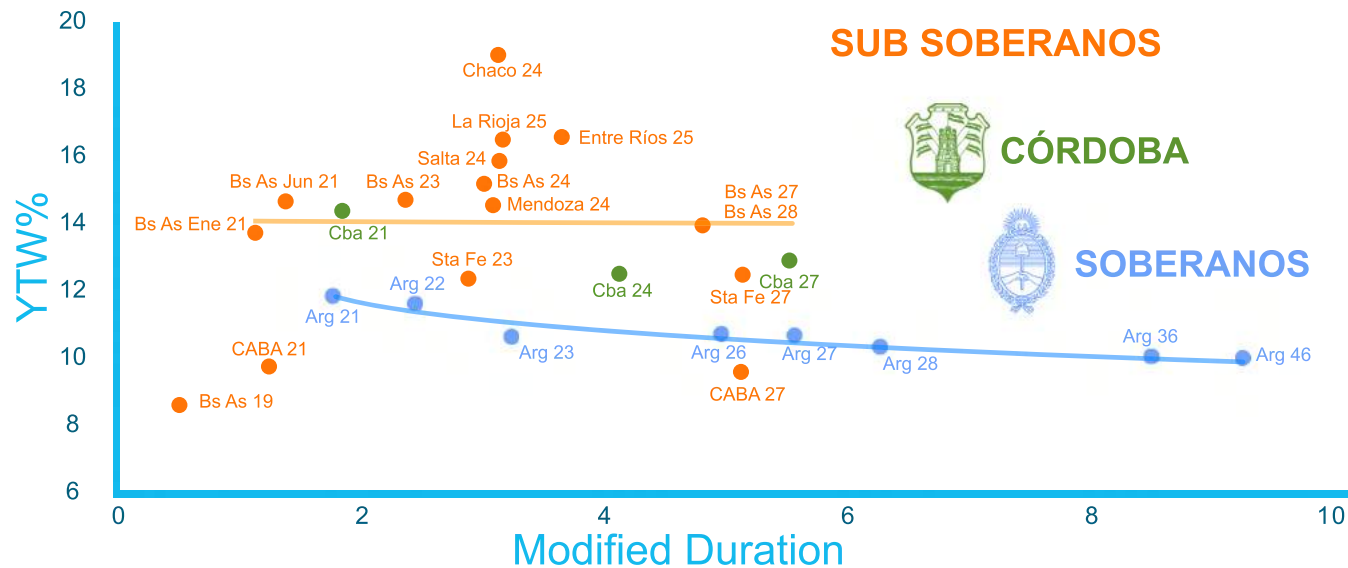 20
SUB SOBERANOS
18
Chaco 24
La Rioja 25
Entre Ríos 25
CÓRDOBA
16
Salta 24
Bs As Jun 21
Bs As 23
Bs As 24
Bs As 27
Mendoza 24
Bs As 28
14
Bs As Ene 21
Cba 21
Sta Fe 23
SOBERANOS
YTW%
12
Arg 22
Cba 24
Sta Fe 27
Cba 27
Arg 21
Arg 23
Arg 26
Arg 27
Arg 28
Arg 36
Arg 46
10
CABA 21
CABA 27
Bs As 19
8
6
0
2
4
6
8
10
Modified Duration